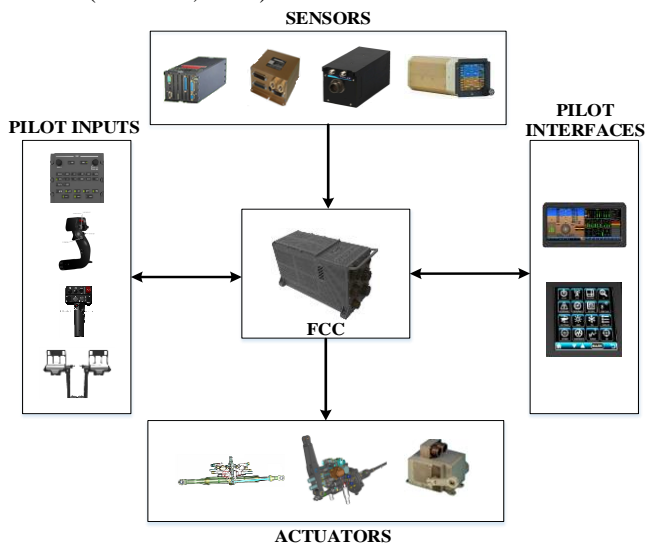 SENSORS
PILOT INPUTS
PILOT
INTERFACES
FCC
ACTUATORS